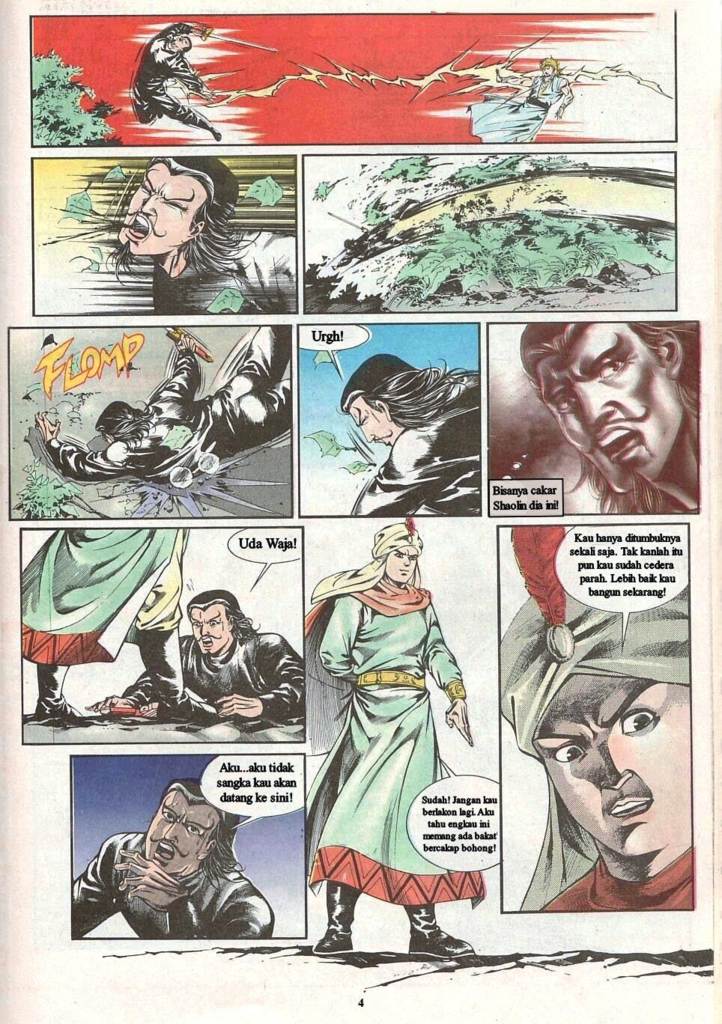 FLOMP
Urgh!
Bisanya cakar
Shaolin dia ini!
Uda Waja!
Kau hanya ditumbuknya
sekali saja. Tak kanlah itu
pun kau sudah cedera
parah. Lebih baik kau
bangun sekarang!
Aku...aku tidak
sangka kau akan
datang ke sini!
Sudah! Jangan kau
berlakon lagi. Aku
tahu engkau ini
memang ada bakat
bercakap bohong!
4